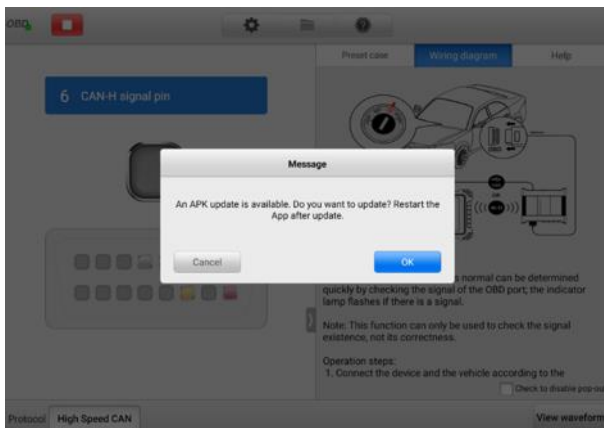 OBD
Preset case
Wiring diagram
Help
6 CAN-H signal pin
Message
An APK update is available. Do you want to update? Restart the
App after update.
Cancel
OK
s normal can be determined
quickly by checking the signal of the OBD port; the indicator
lamp flashes if there is a signal.
Note: This function can only be used to check the signal
existence, not its correctness.
Operation steps:
1. Connect the device and the vehicle according to the
Check to disable pop-ou
Protocol
High Speed CAN
View waveform